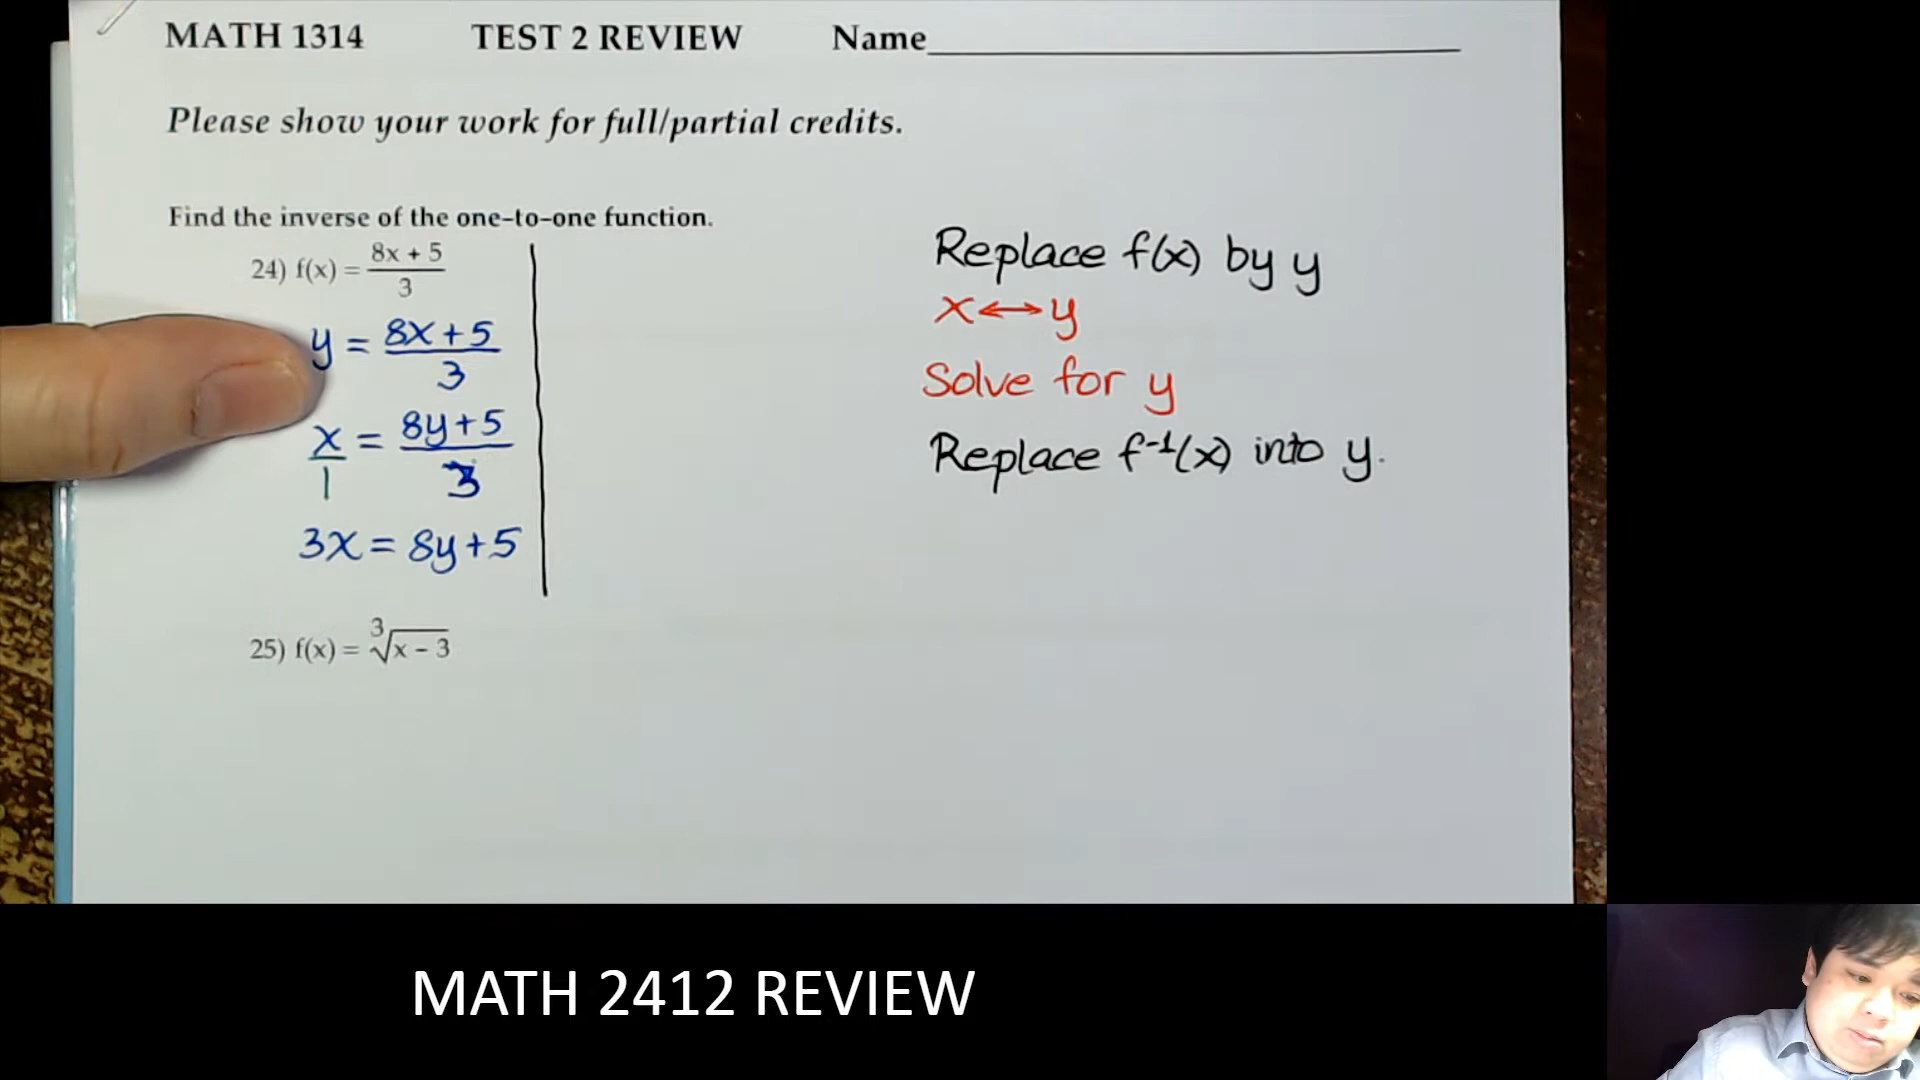 MATH 1314 TEST 2 REVIEW Name
Please show your work for full/partial credits.
Find the inverse of the one-to-one function.
24) f(x) = (8x + 5)/3
y = (8x+5)/3
x/1 = (8y+5)/3
3x = 8y+5
25) f(x) = ∛(x - 3)
Replace f(x) by y
x↔y
Solve for y
Replace f⁻¹(x) into y.
MATH 2412 REVIEW